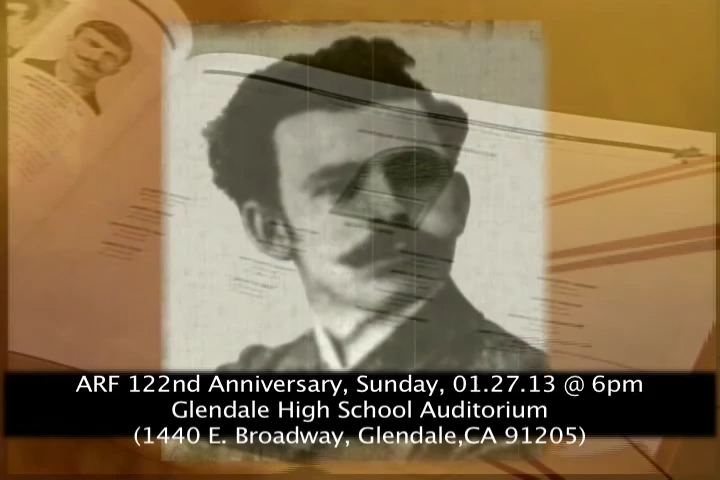 ARF 122nd Anniversary, Sunday, 01.27.13 @ 6pm
Glendale High School Auditorium
(1440 E. Broadway, Glendale,CA 91205)